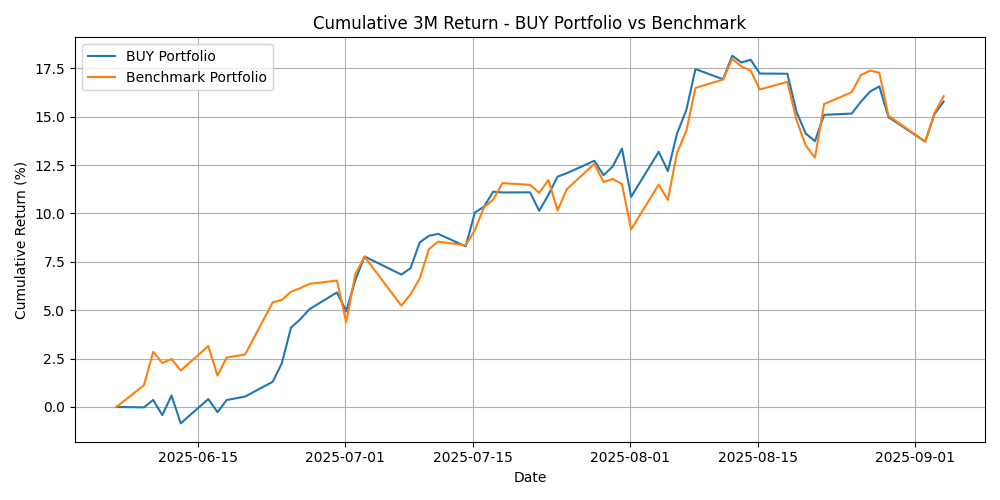 Cumulative 3M Return - BUY Portfolio vs Benchmark
BUY Portfolio
Benchmark Portfolio
Cumulative Return (%)
17.5
15.0
12.5
10.0
7.5
5.0
2.5
0.0
2025-06-15
2025-07-01
2025-07-15
2025-08-01
2025-08-15
2025-09-01
Date